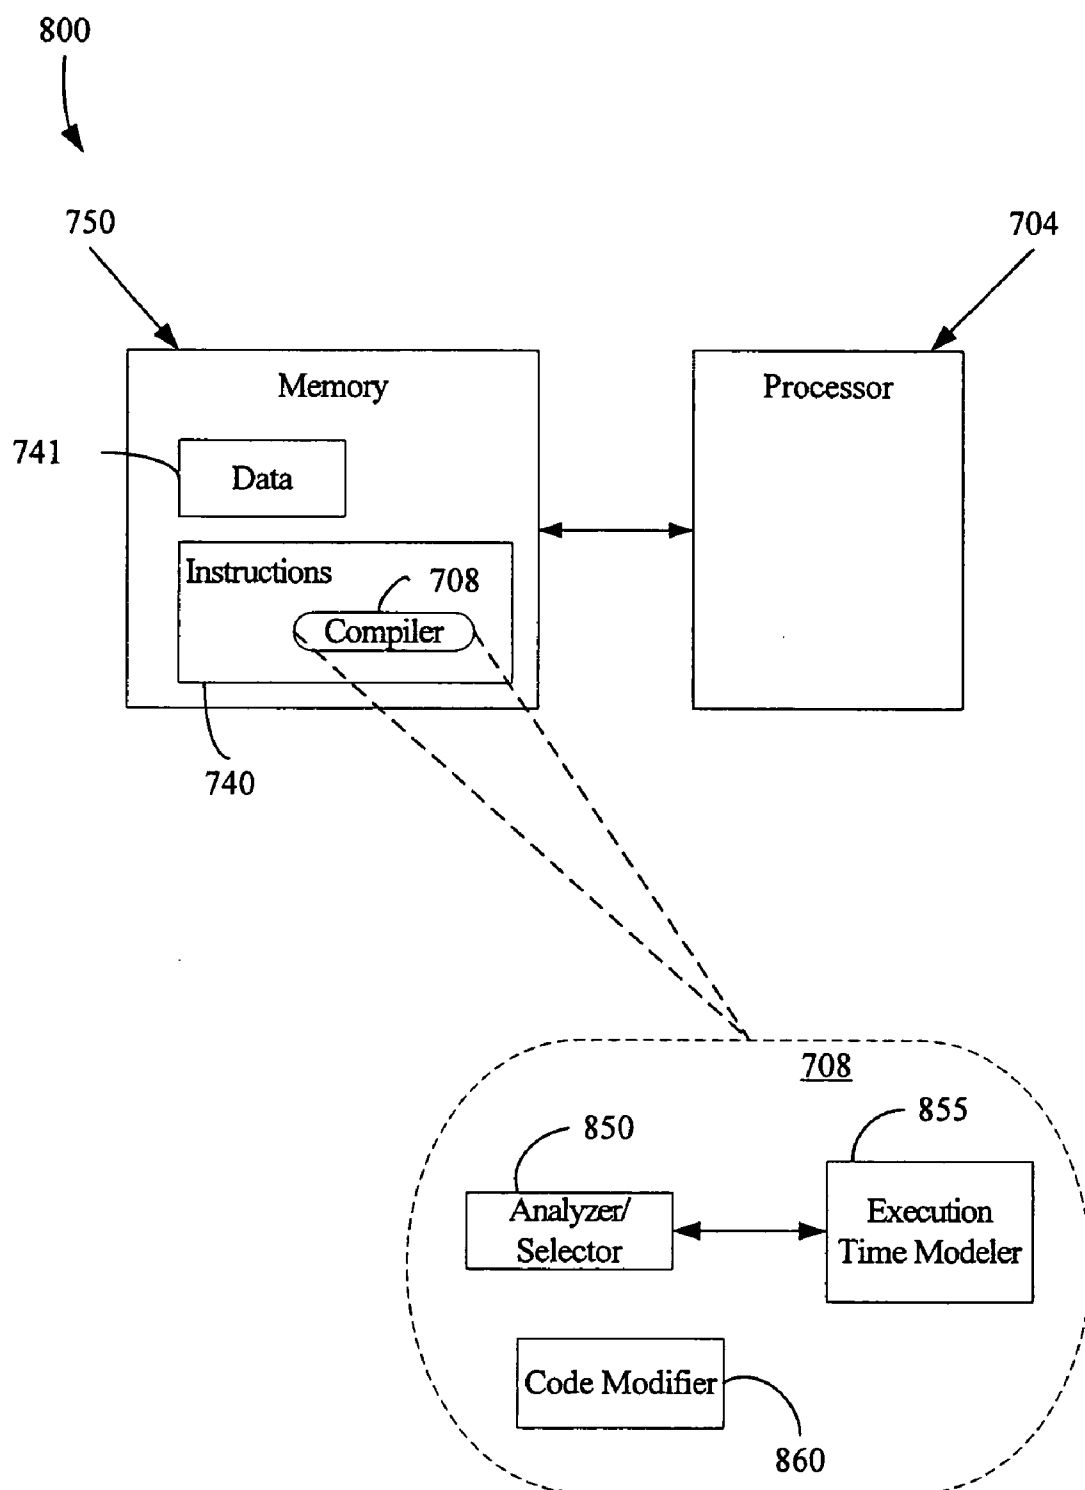 800
750
704
Memory
Processor
741
Data
Instructions
708
Compiler
740
708
850
855
Analyzer/
Selector
Execution
Time Modeler
Code Modifier
860